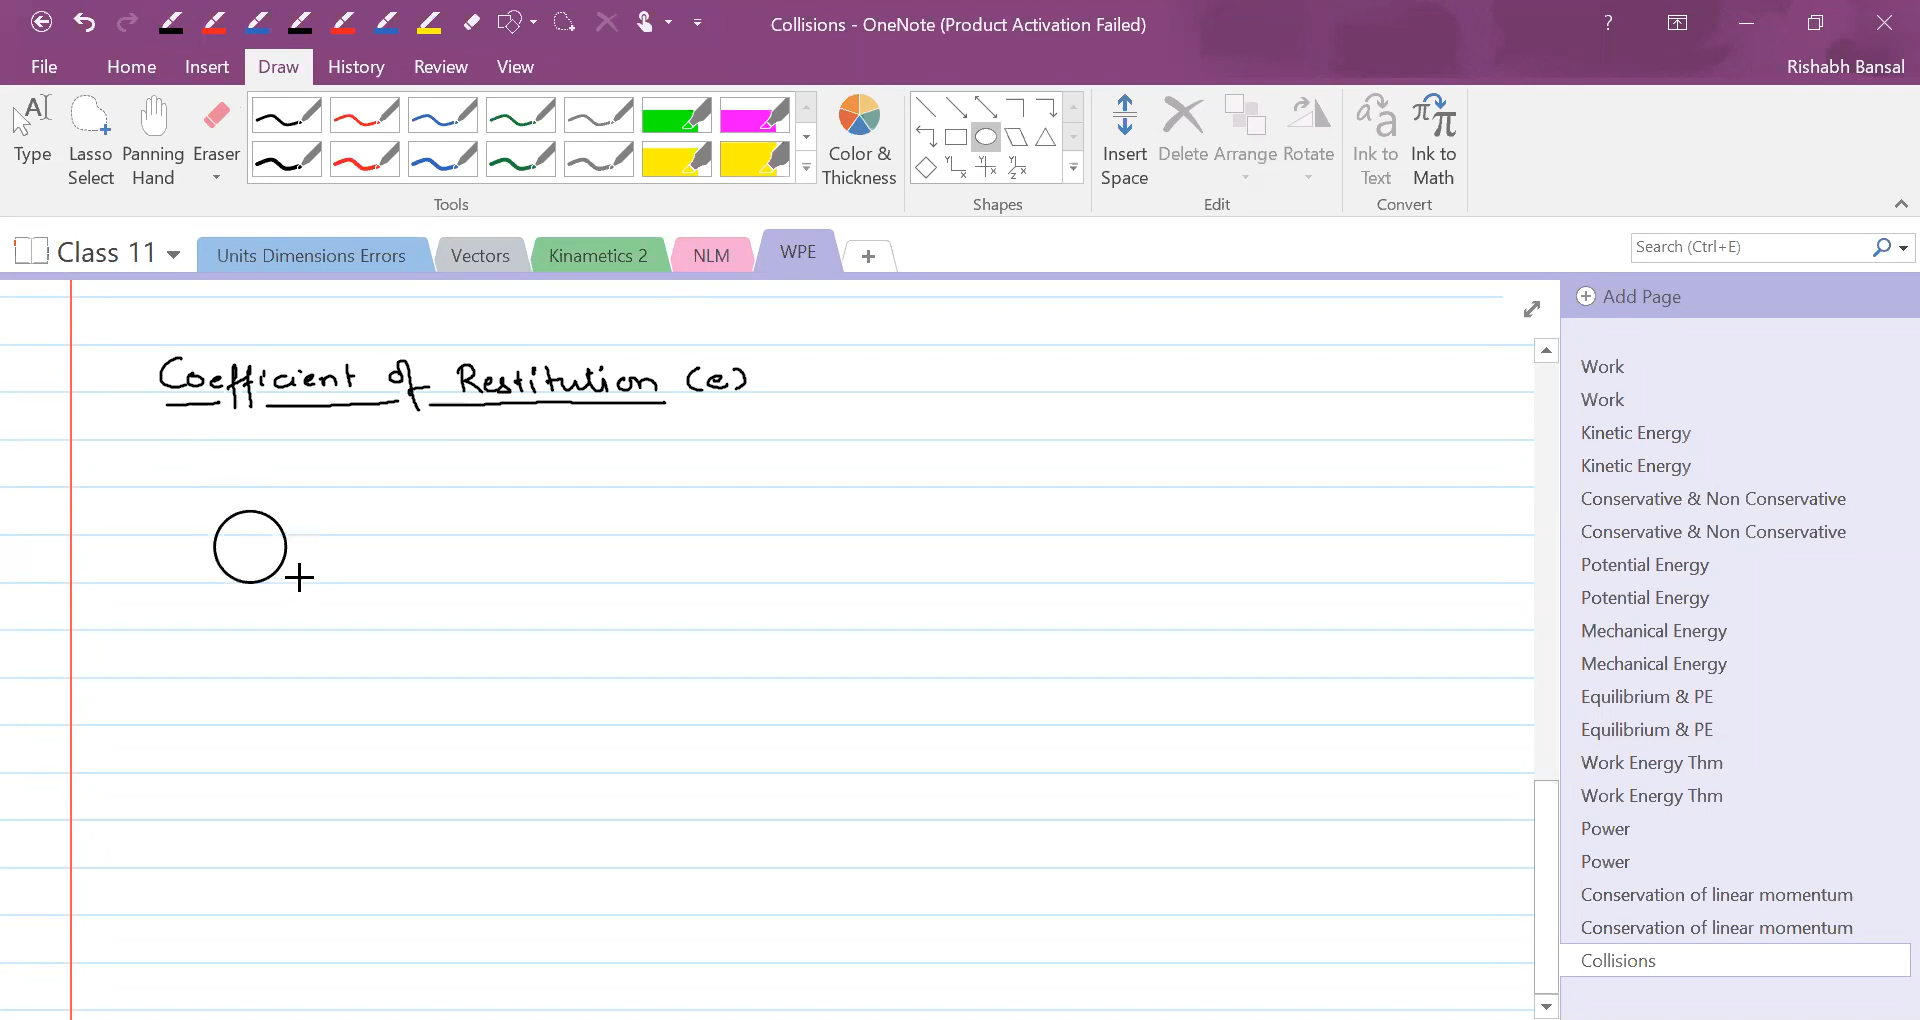 Collisions - OneNote (Product Activation Failed)
?
File Home Insert Draw History Review View
Rishabh Bansal
Type
Lasso Select
Panning Hand
Eraser
Color & Thickness
Insert Space
Delete
Arrange
Rotate
Ink to Text
Ink to Math
Tools
Shapes
Edit
Convert
Class 11
Units Dimensions Errors
Vectors
Kinametics 2
NLM
WPE
Search (Ctrl+E)
Add Page
Coefficient of Restitution (e)
Work
Work
Kinetic Energy
Kinetic Energy
Conservative & Non Conservative
Conservative & Non Conservative
Potential Energy
Potential Energy
Mechanical Energy
Mechanical Energy
Equilibrium & PE
Equilibrium & PE
Work Energy Thm
Work Energy Thm
Power
Power
Conservation of linear momentum
Conservation of linear momentum
Collisions